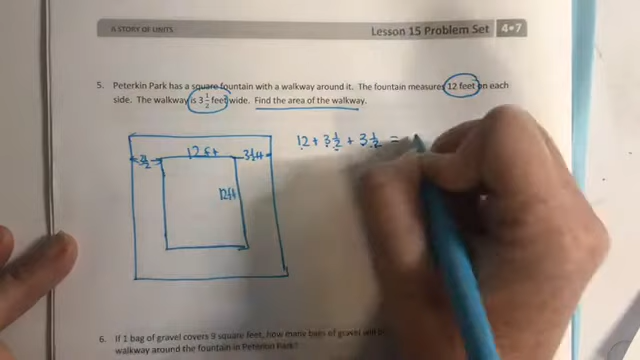 A STORY OF UNITS
Lesson 15 Problem Set 4•7
5. Peterkin Park has a square fountain with a walkway around it. The fountain measures 12 feet on each
side. The walkway is 3 1/2 feet wide. Find the area of the walkway.
12 + 3 1/2 + 3 1/2 =
12 ft
3 1/2 ft
12 ft
6. If 1 bag of gravel covers 9 square feet, how many bags of gravel will
walkway around the fountain in Peterkin Park?